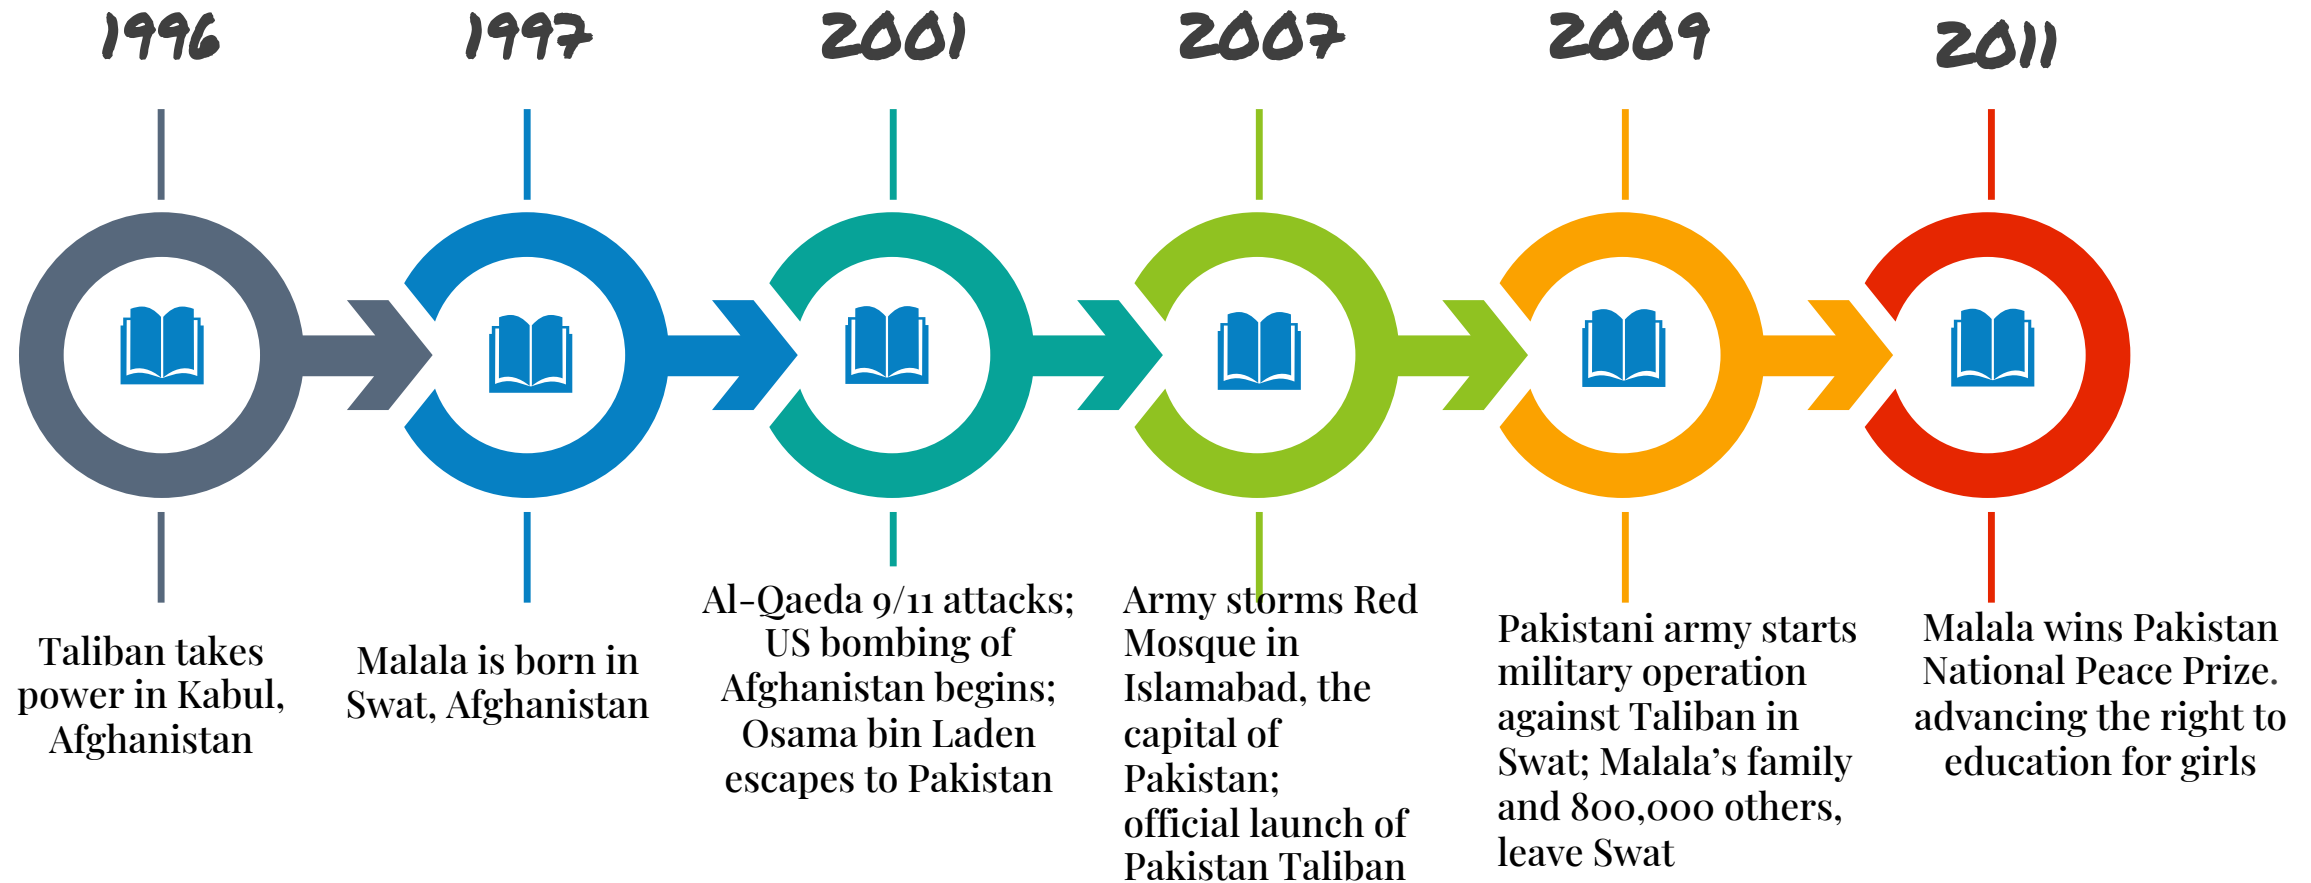 1996
1997
2001
2007
2009
2011
Taliban takes
power in Kabul,
Afghanistan
Malala is born in
Swat, Afghanistan
Al-Qaeda 9/11 attacks;
US bombing of
Afghanistan begins;
Osama bin Laden
escapes to Pakistan
Army storms Red
Mosque in
Islamabad, the
capital of
Pakistan;
official launch of
Pakistan Taliban
Pakistani army starts
military operation
against Taliban in
Swat; Malala’s family
and 800,000 others,
leave Swat
Malala wins Pakistan
National Peace Prize.
advancing the right to
education for girls